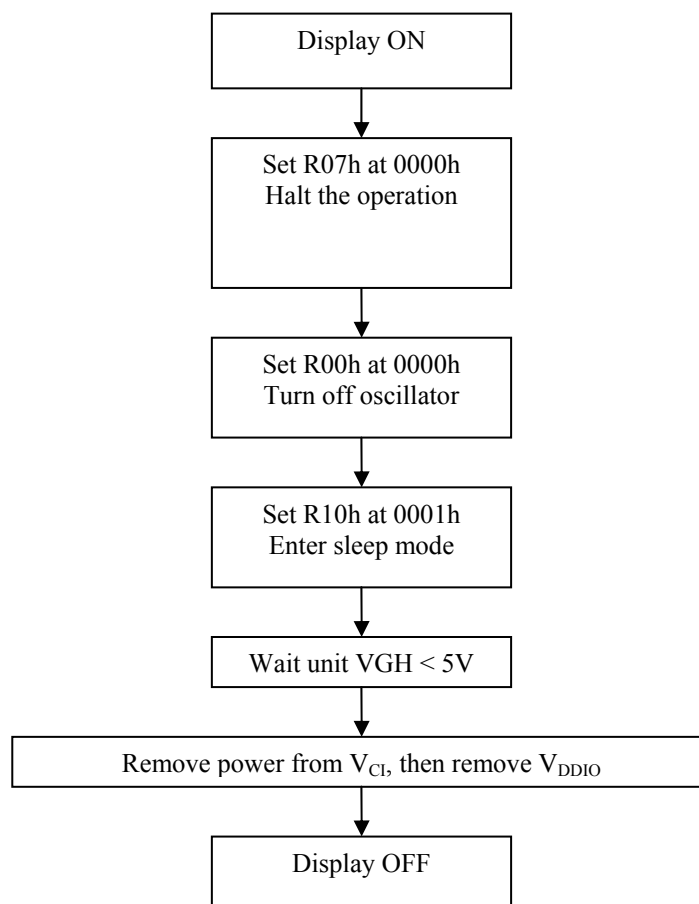 Display ON
Set R07h at 0000h
Halt the operation
Set R00h at 0000h
Turn off oscillator
Set R10h at 0001h
Enter sleep mode
Wait unit VGH < 5V
Remove power from VCI, then remove VDDIO
Display OFF